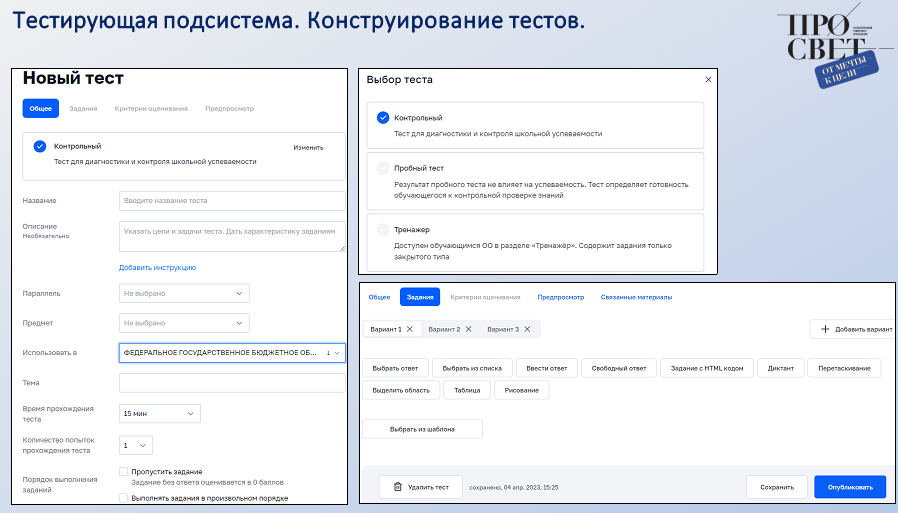 Тестирующая подсистема. Конструирование тестов.
ПРО
СВЕТ
ОТ МЕЧТЫ –
К ЦЕЛИ
Новый тест
Общее
Задания
Критерии оценивания
Предпросмотр
Контрольный
Изменить
Тест для диагностики и контроля школьной успеваемости
Название
Введите название теста
Описание
Необязательно
Указать цели и задачи теста. Дать характеристику заданиям
Добавить инструкцию
Параллель
Не выбрано
Предмет
Не выбрано
Использовать в
ФЕДЕРАЛЬНОЕ ГОСУДАРСТВЕННОЕ БЮДЖЕТНОЕ ОБ... 1
Тема
Время прохождения
теста
15 мин
Количество попыток
прохождения теста
1
Порядок выполнения
заданий
Пропустить задание
Задание без ответа оценивается в 0 баллов
Выполнять задания в произвольном порядке
Выбор теста
Контрольный
Тест для диагностики и контроля школьной успеваемости
Пробный тест
Результат пробного теста не влияет на успеваемость. Тест определяет готовность
обучающегося к контрольной проверке знаний
Тренажер
Доступен обучающимся ОО в разделе «Тренажёр». Содержит задания только
закрытого типа
Общее
Задания
Критерии оценивания
Предпросмотр
Связанные материалы
Вариант 1
Вариант 2
Вариант 3
Добавить вариант
Выбрать ответ
Выбрать из списка
Ввести ответ
Свободный ответ
Задание с HTML кодом
Диктант
Перетаскивание
Выделить область
Таблица
Рисование
Выбрать из шаблона
Удалить тест
сохранено, 04 апр. 2023, 15:25
Сохранить
Опубликовать